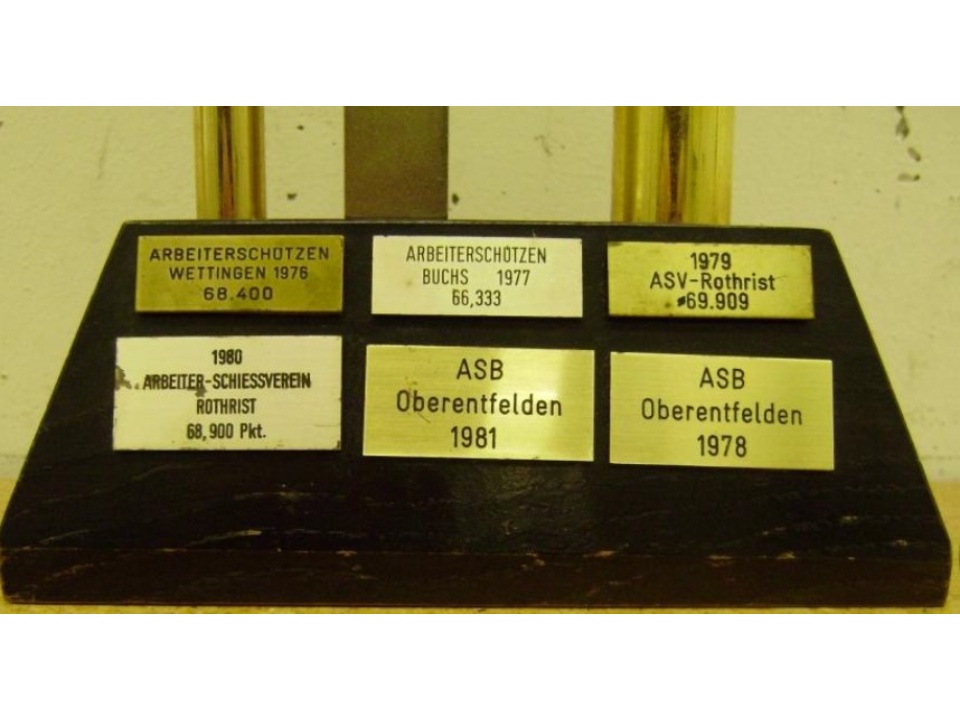 ARBEITERSCHÜTZEN
WETTINGEN 1976
68.400
ARBEITERSCHÜTZEN
BUCHS 1977
66,333
1979
ASV-Rothrist
69.909
1980
ARBEITER-SCHIESSVEREIN
ROTHRIST
68,900 Pkt.
ASB
Oberentfelden
1981
ASB
Oberentfelden
1978